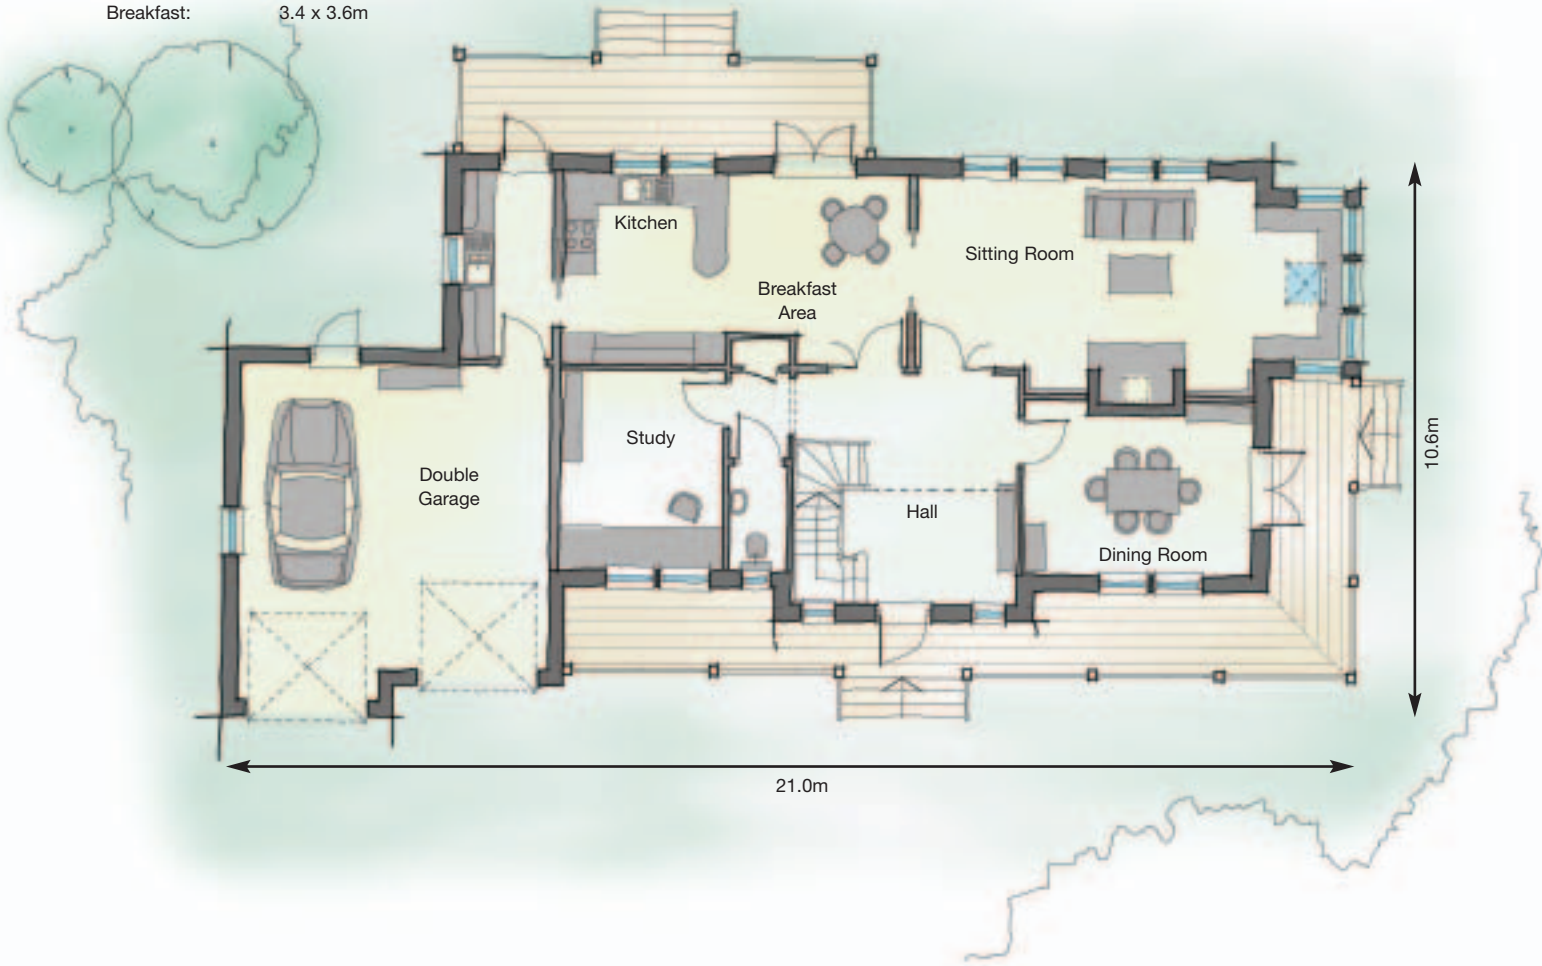 Breakfast: 3.4 x 3.6m
Kitchen
Sitting Room
Breakfast
Area
Study
Double
Garage
Hall
Dining Room
10.6m
21.0m